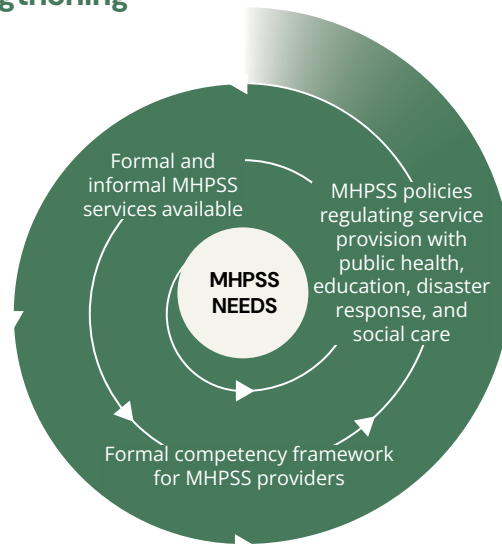 Formal and
informal MHPSS
services available
MHPSS policies
regulating service
provision with
public health,
education, disaster
response, and
social care
MHPSS
NEEDS
Formal competency framework
for MHPSS providers